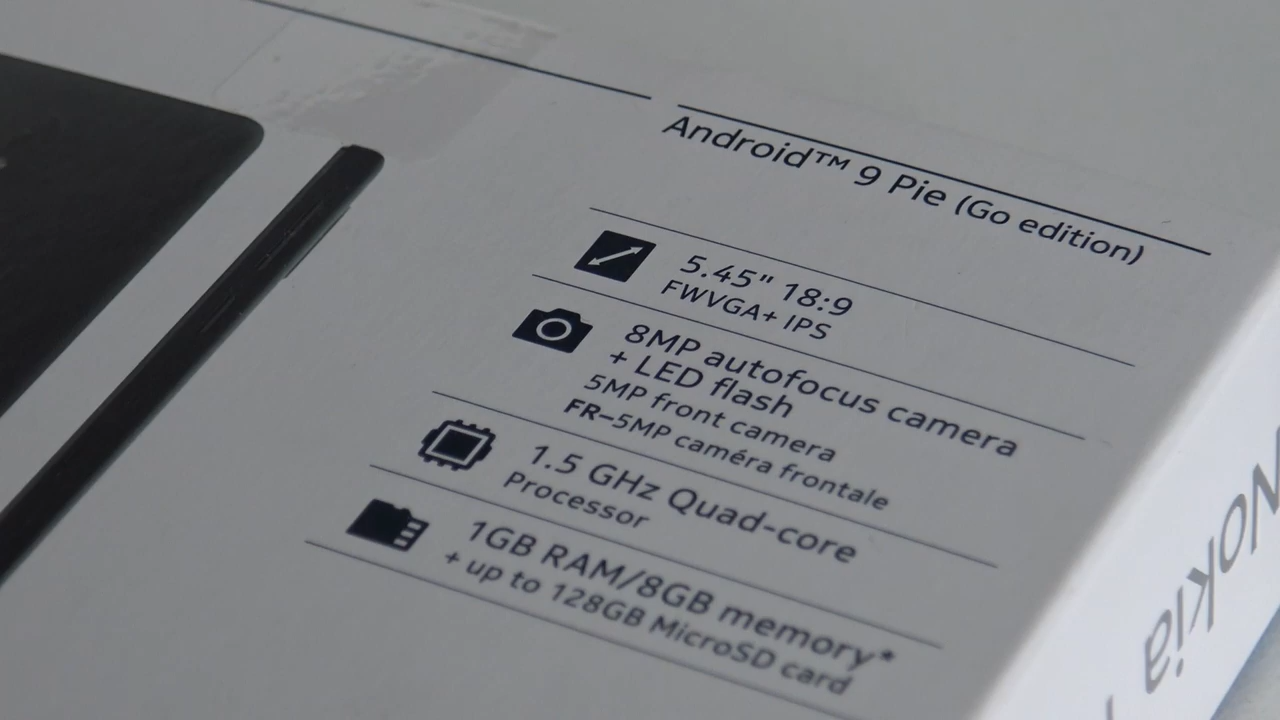 Android™ 9 Pie (Go edition)
5.45" 18:9
FWVGA+ IPS
8MP autofocus camera
+ LED flash
5MP front camera
FR–5MP caméra frontale
1.5 GHz Quad-core
Processor
1GB RAM/8GB memory*
+ up to 128GB MicroSD card
Nokia